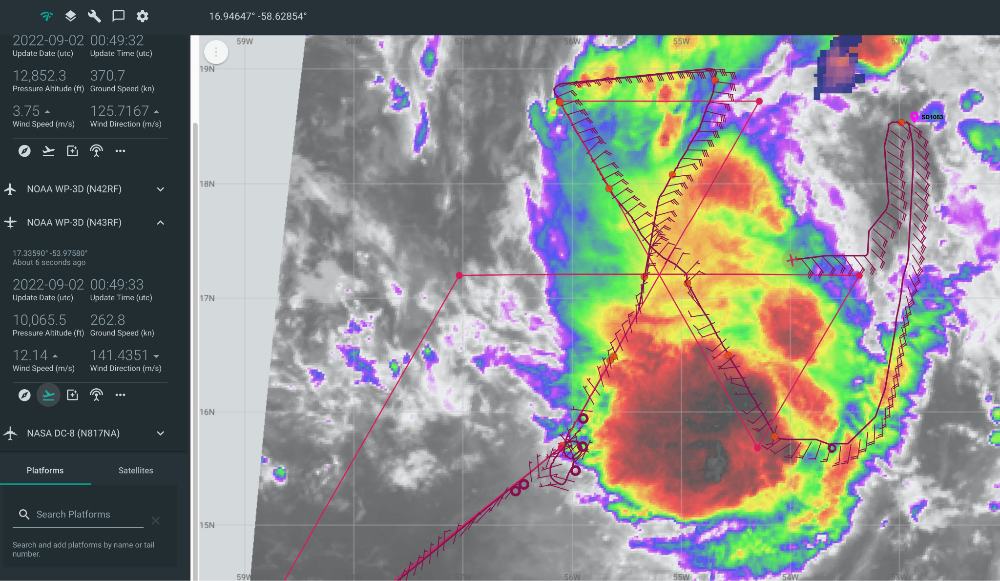 16.94647° -58.62854°
2022-09-02 00:49:32
Update Date (utc) Update Time (utc)
12,852.3 370.7
Pressure Altitude (ft) Ground Speed (kn)
3.75 125.7167
Wind Speed (m/s) Wind Direction (m/s)
NOAA WP-3D (N42RF)
NOAA WP-3D (N43RF)
17.33590° -53.97580°
About 6 seconds ago
2022-09-02 00:49:33
Update Date (utc) Update Time (utc)
10,065.5 262.8
Pressure Altitude (ft) Ground Speed (kn)
12.14 141.4351
Wind Speed (m/s) Wind Direction (m/s)
NASA DC-8 (N817NA)
Platforms Satellites
Search Platforms
Search and add platforms by name or tail
number.
59W 58W 57W 56W 55W 54W 53W
19N
SD1083
18N
17N
16N
15N
59W 58W 57W 56W 55W 54W 53W